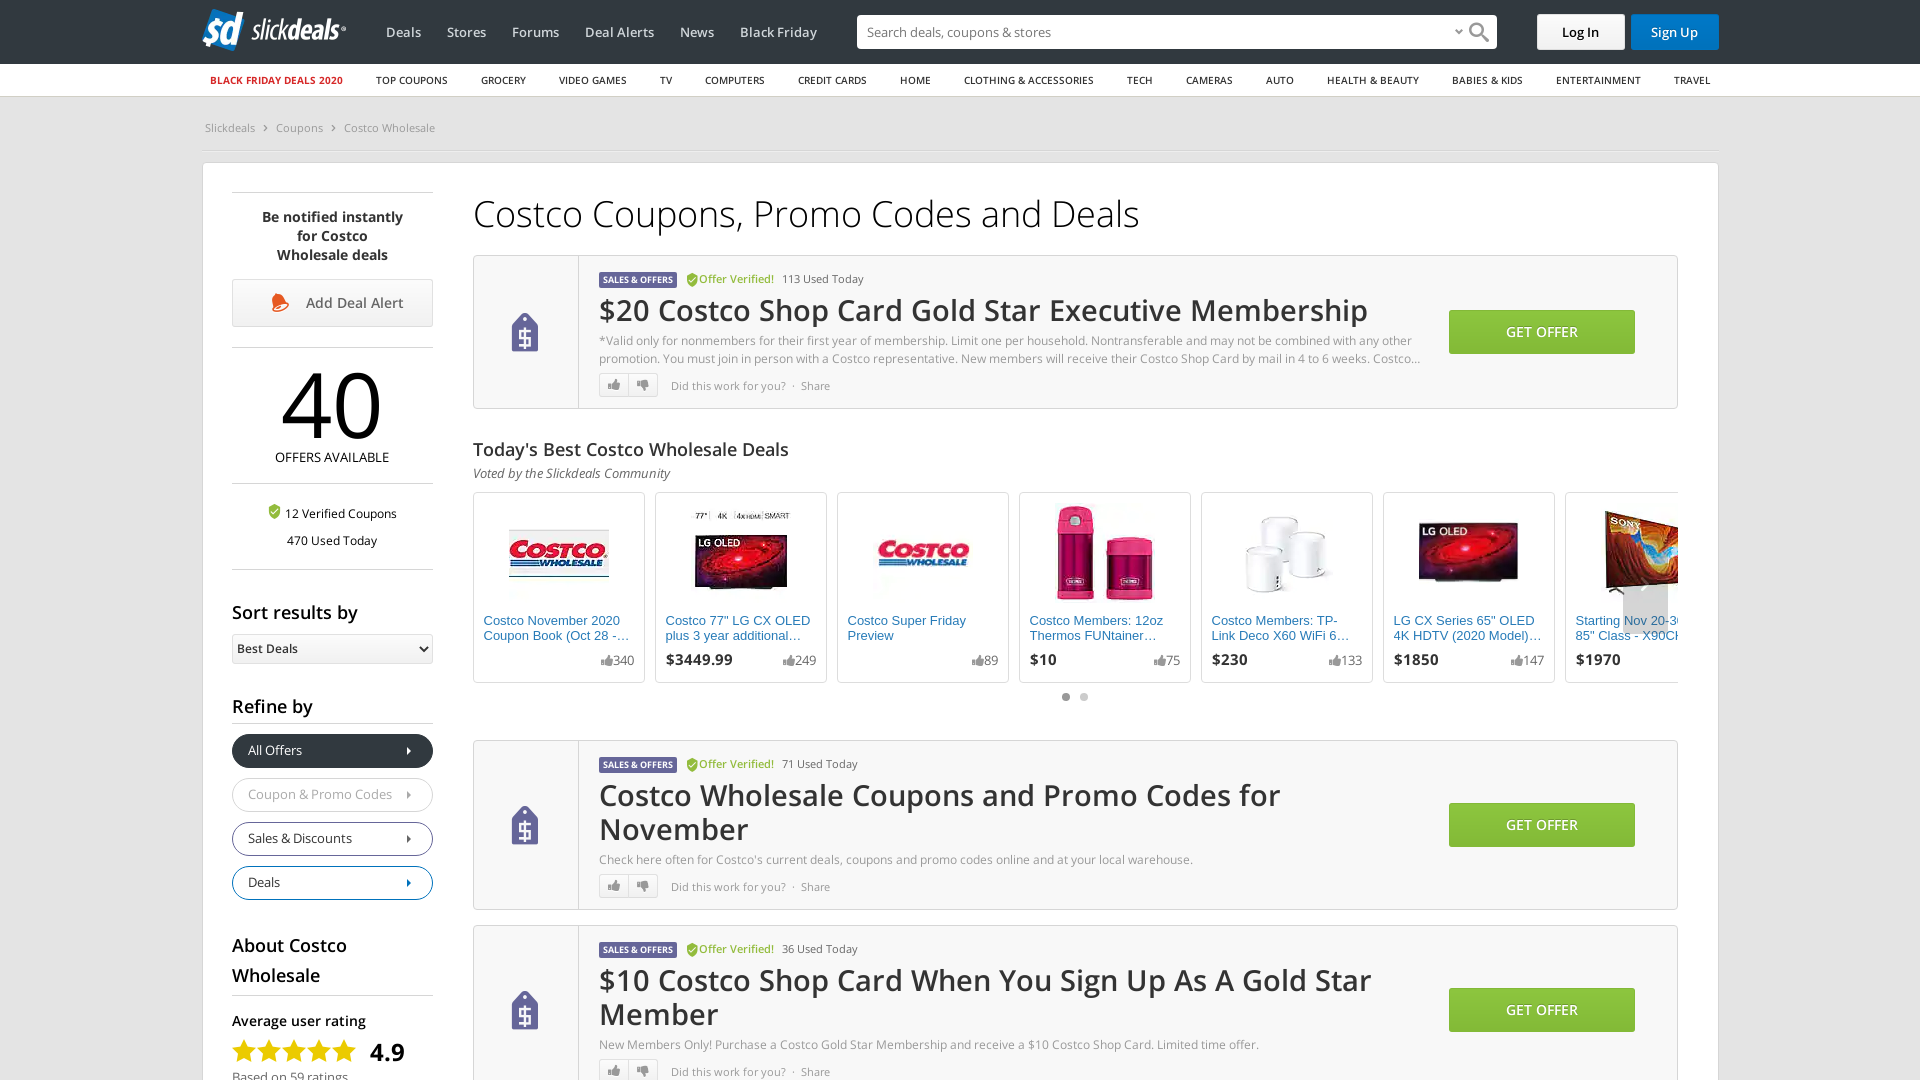 slickdeals
Deals
Stores
Forums
Deal Alerts
News
Black Friday
Search deals, coupons & stores
Log In
Sign Up
BLACK FRIDAY DEALS 2020
TOP COUPONS
GROCERY
VIDEO GAMES
TV
COMPUTERS
CREDIT CARDS
HOME
CLOTHING & ACCESSORIES
TECH
CAMERAS
AUTO
HEALTH & BEAUTY
BABIES & KIDS
ENTERTAINMENT
TRAVEL
Slickdeals > Coupons > Costco Wholesale
Be notified instantly
for Costco
Wholesale deals
Add Deal Alert
40
OFFERS AVAILABLE
12 Verified Coupons
470 Used Today
Sort results by
Best Deals
Refine by
All Offers
Coupon & Promo Codes
Sales & Discounts
Deals
About Costco
Wholesale
Average user rating
4.9
Based on 59 ratings
Costco Coupons, Promo Codes and Deals
SALES & OFFERS Offer Verified! 113 Used Today
$20 Costco Shop Card Gold Star Executive Membership
*Valid only for nonmembers for their first year of membership. Limit one per household. Nontransferable and may not be combined with any other
promotion. You must join in person with a Costco representative. New members will receive their Costco Shop Card by mail in 4 to 6 weeks. Costco...
Did this work for you? · Share
GET OFFER
Today's Best Costco Wholesale Deals
Voted by the Slickdeals Community
COSTCO
WHOLESALE
Costco November 2020
Coupon Book (Oct 28 -...
340
77" 4K 4x HDMI SMART
LG OLED
Costco 77" LG CX OLED
plus 3 year additional...
$3449.99 249
COSTCO
WHOLESALE
Costco Super Friday
Preview
89
Costco Members: 12oz
Thermos FUNtainer...
$10 75
Costco Members: TP-
Link Deco X60 WiFi 6...
$230 133
LG OLED
LG CX Series 65" OLED
4K HDTV (2020 Model)...
$1850 147
SONY
Starting Nov 20-3
85" Class - X90CH
$1970
SALES & OFFERS Offer Verified! 71 Used Today
Costco Wholesale Coupons and Promo Codes for
November
Check here often for Costco's current deals, coupons and promo codes online and at your local warehouse.
Did this work for you? · Share
GET OFFER
SALES & OFFERS Offer Verified! 36 Used Today
$10 Costco Shop Card When You Sign Up As A Gold Star
Member
New Members Only! Purchase a Costco Gold Star Membership and receive a $10 Costco Shop Card. Limited time offer.
Did this work for you? · Share
GET OFFER